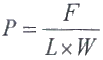 P = F / (L × W)